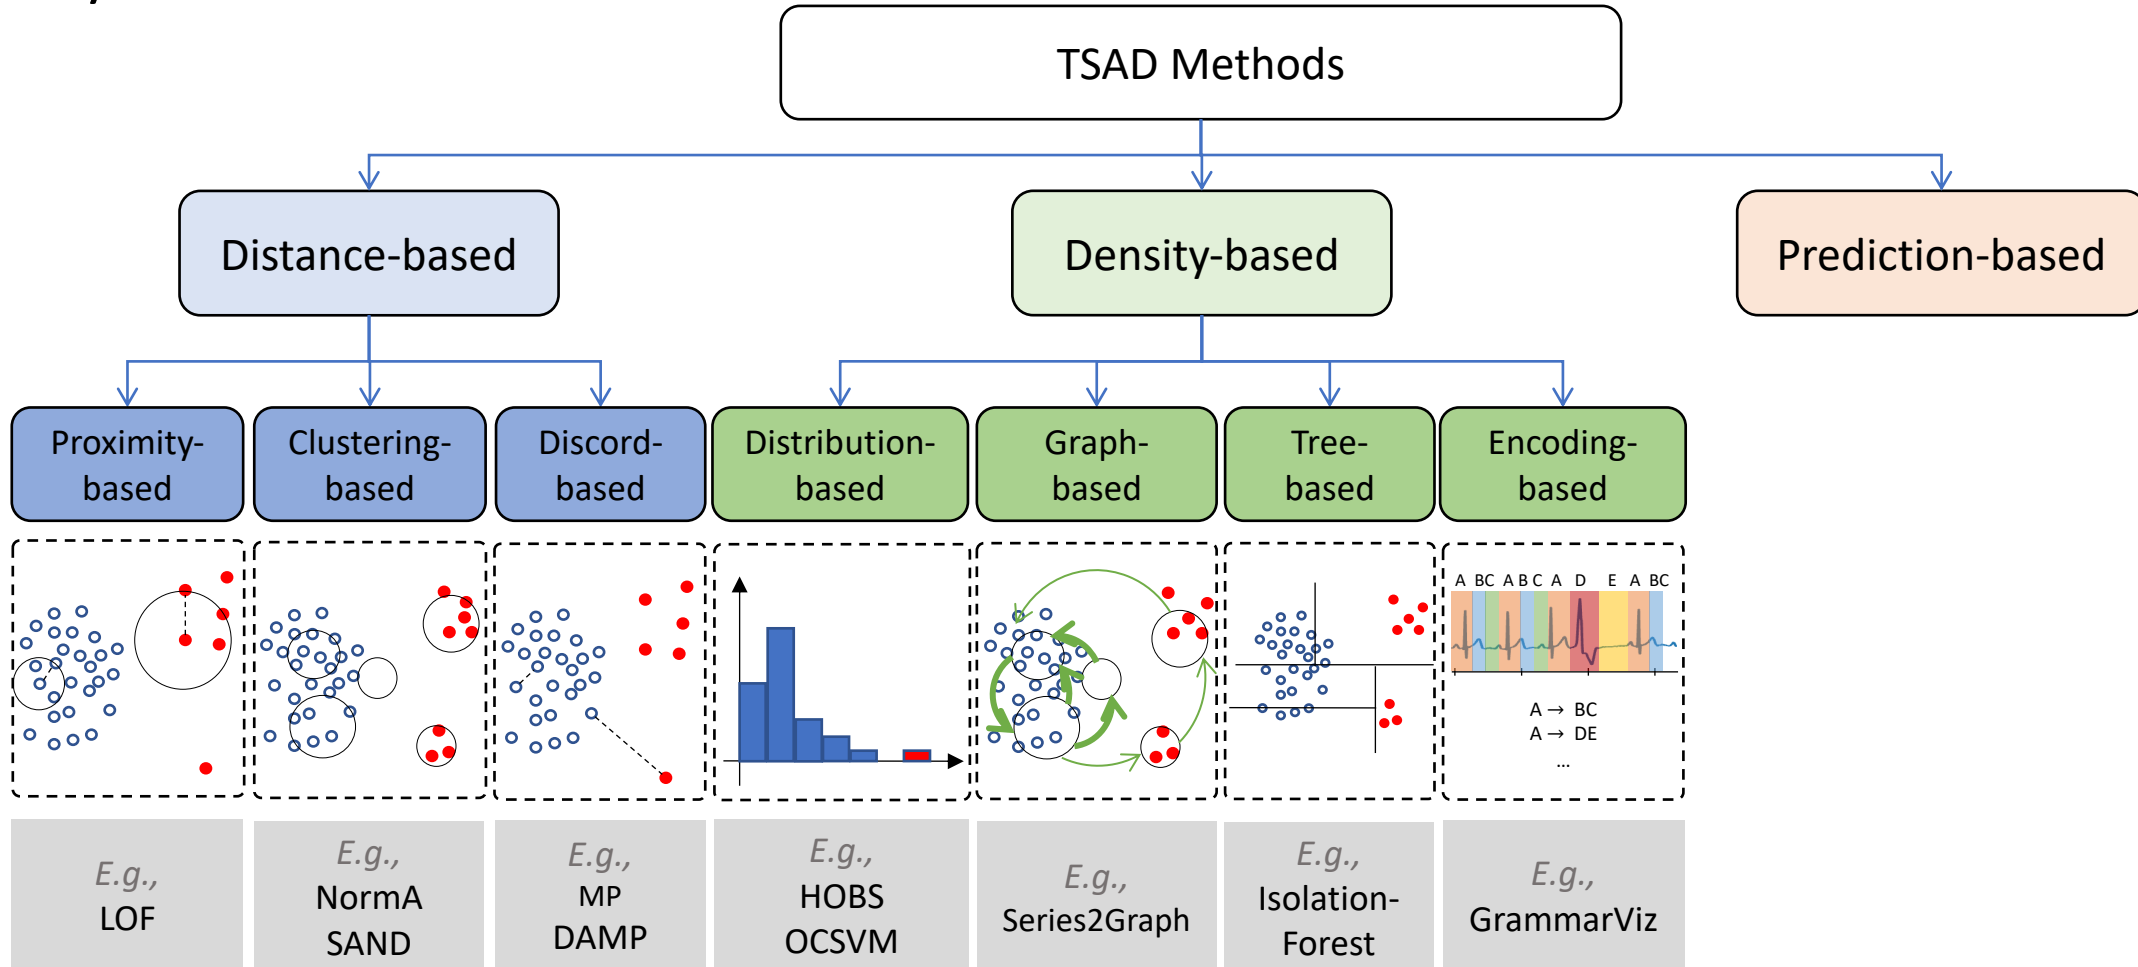 TSAD Methods
Distance-based
Density-based
Prediction-based
Proximity-
based
Clustering-
based
Discord-
based
Distribution-
based
Graph-
based
Tree-
based
Encoding-
based
A BC A B C A D E A BC
A → BC
A → DE
...
E.g.,
LOF
E.g.,
NormA
SAND
E.g.,
MP
DAMP
E.g.,
HOBS
OCSVM
E.g.,
Series2Graph
E.g.,
Isolation-
Forest
E.g.,
GrammarViz